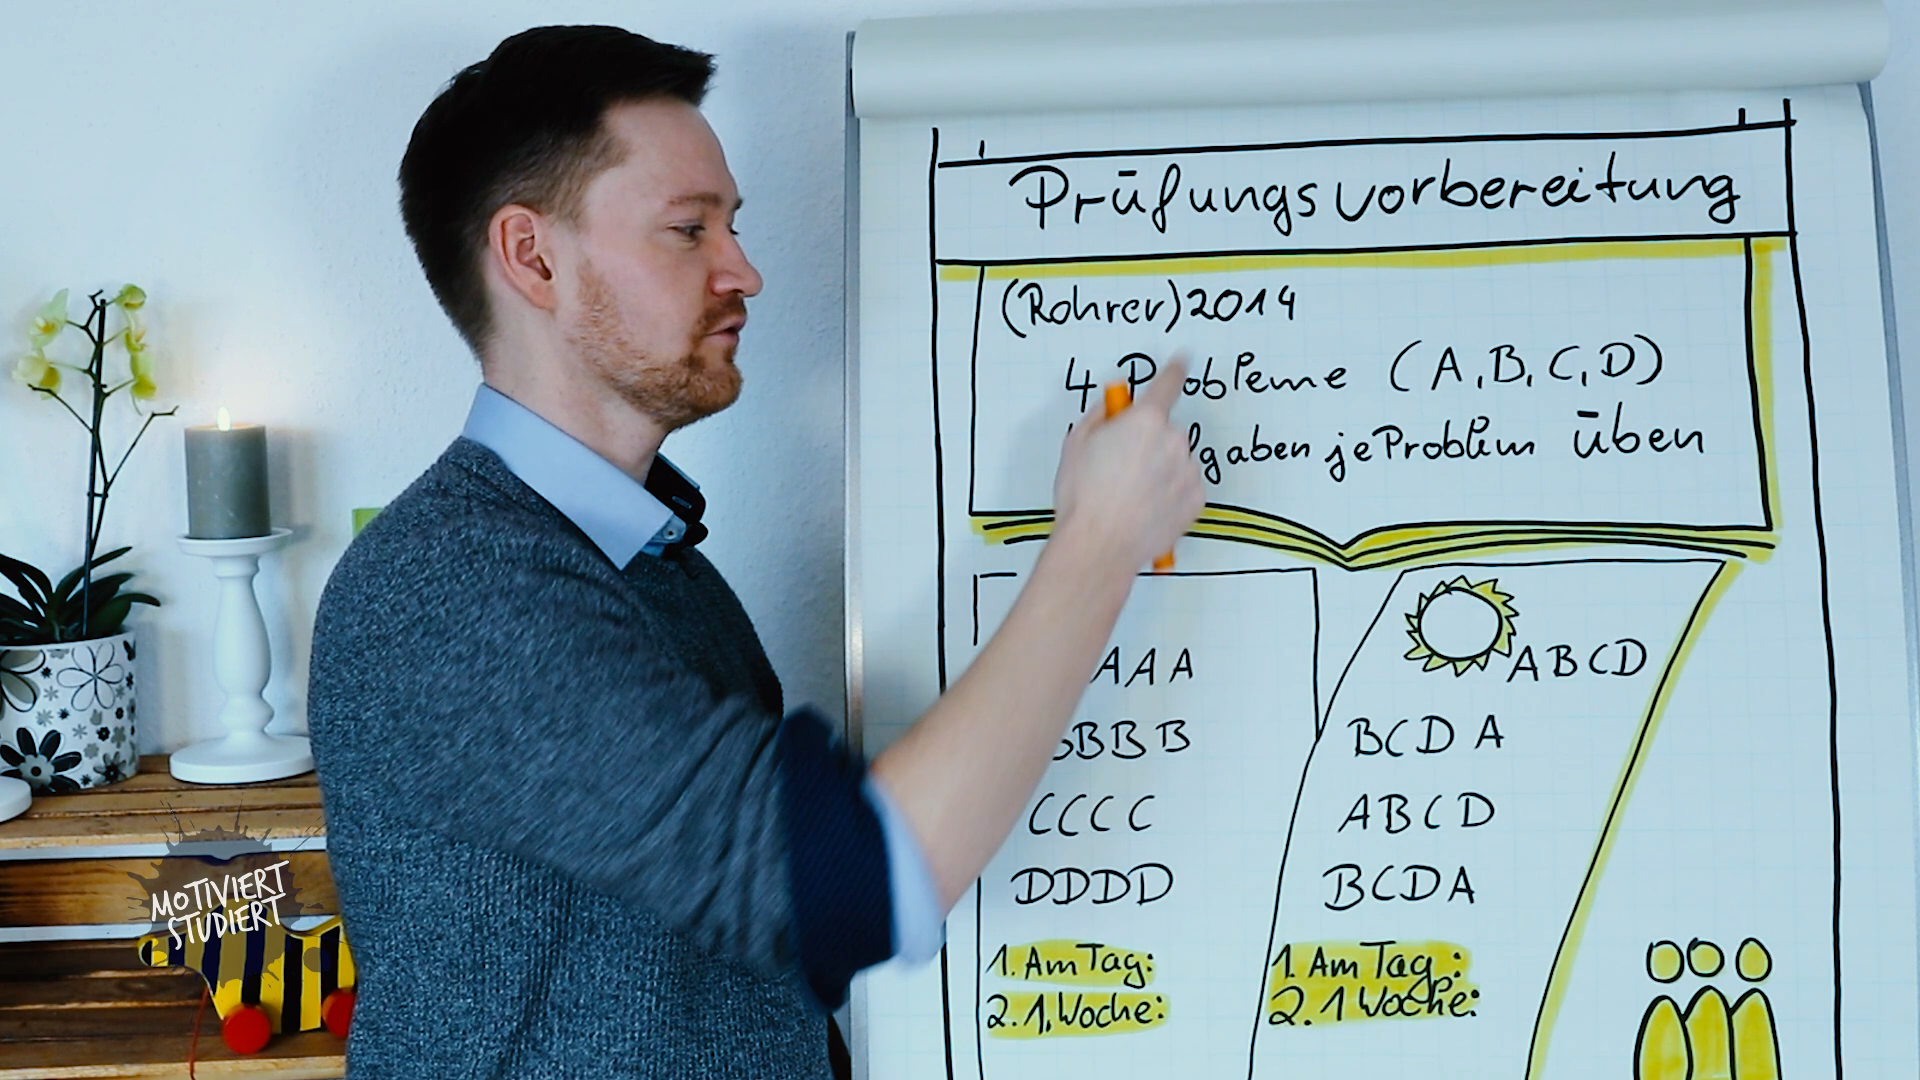 Prüfungsvorbereitung
(Rohrer) 2014
4 Probleme (A, B, C, D)
je Problem üben
AAA
ABCD
BBB
BCDA
CCCC
ABCD
DDDD
BCDA
1. Am Tag:
2. 1. Woche:
1. Am Tag:
2. 1 Woche:
MOTIVIERT
STUDIERT